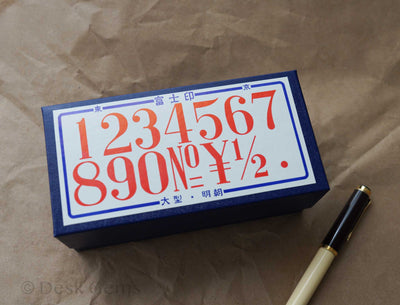 富士印
東 京
1234567
890№¥½.
大型・明朝
© Desk Gems